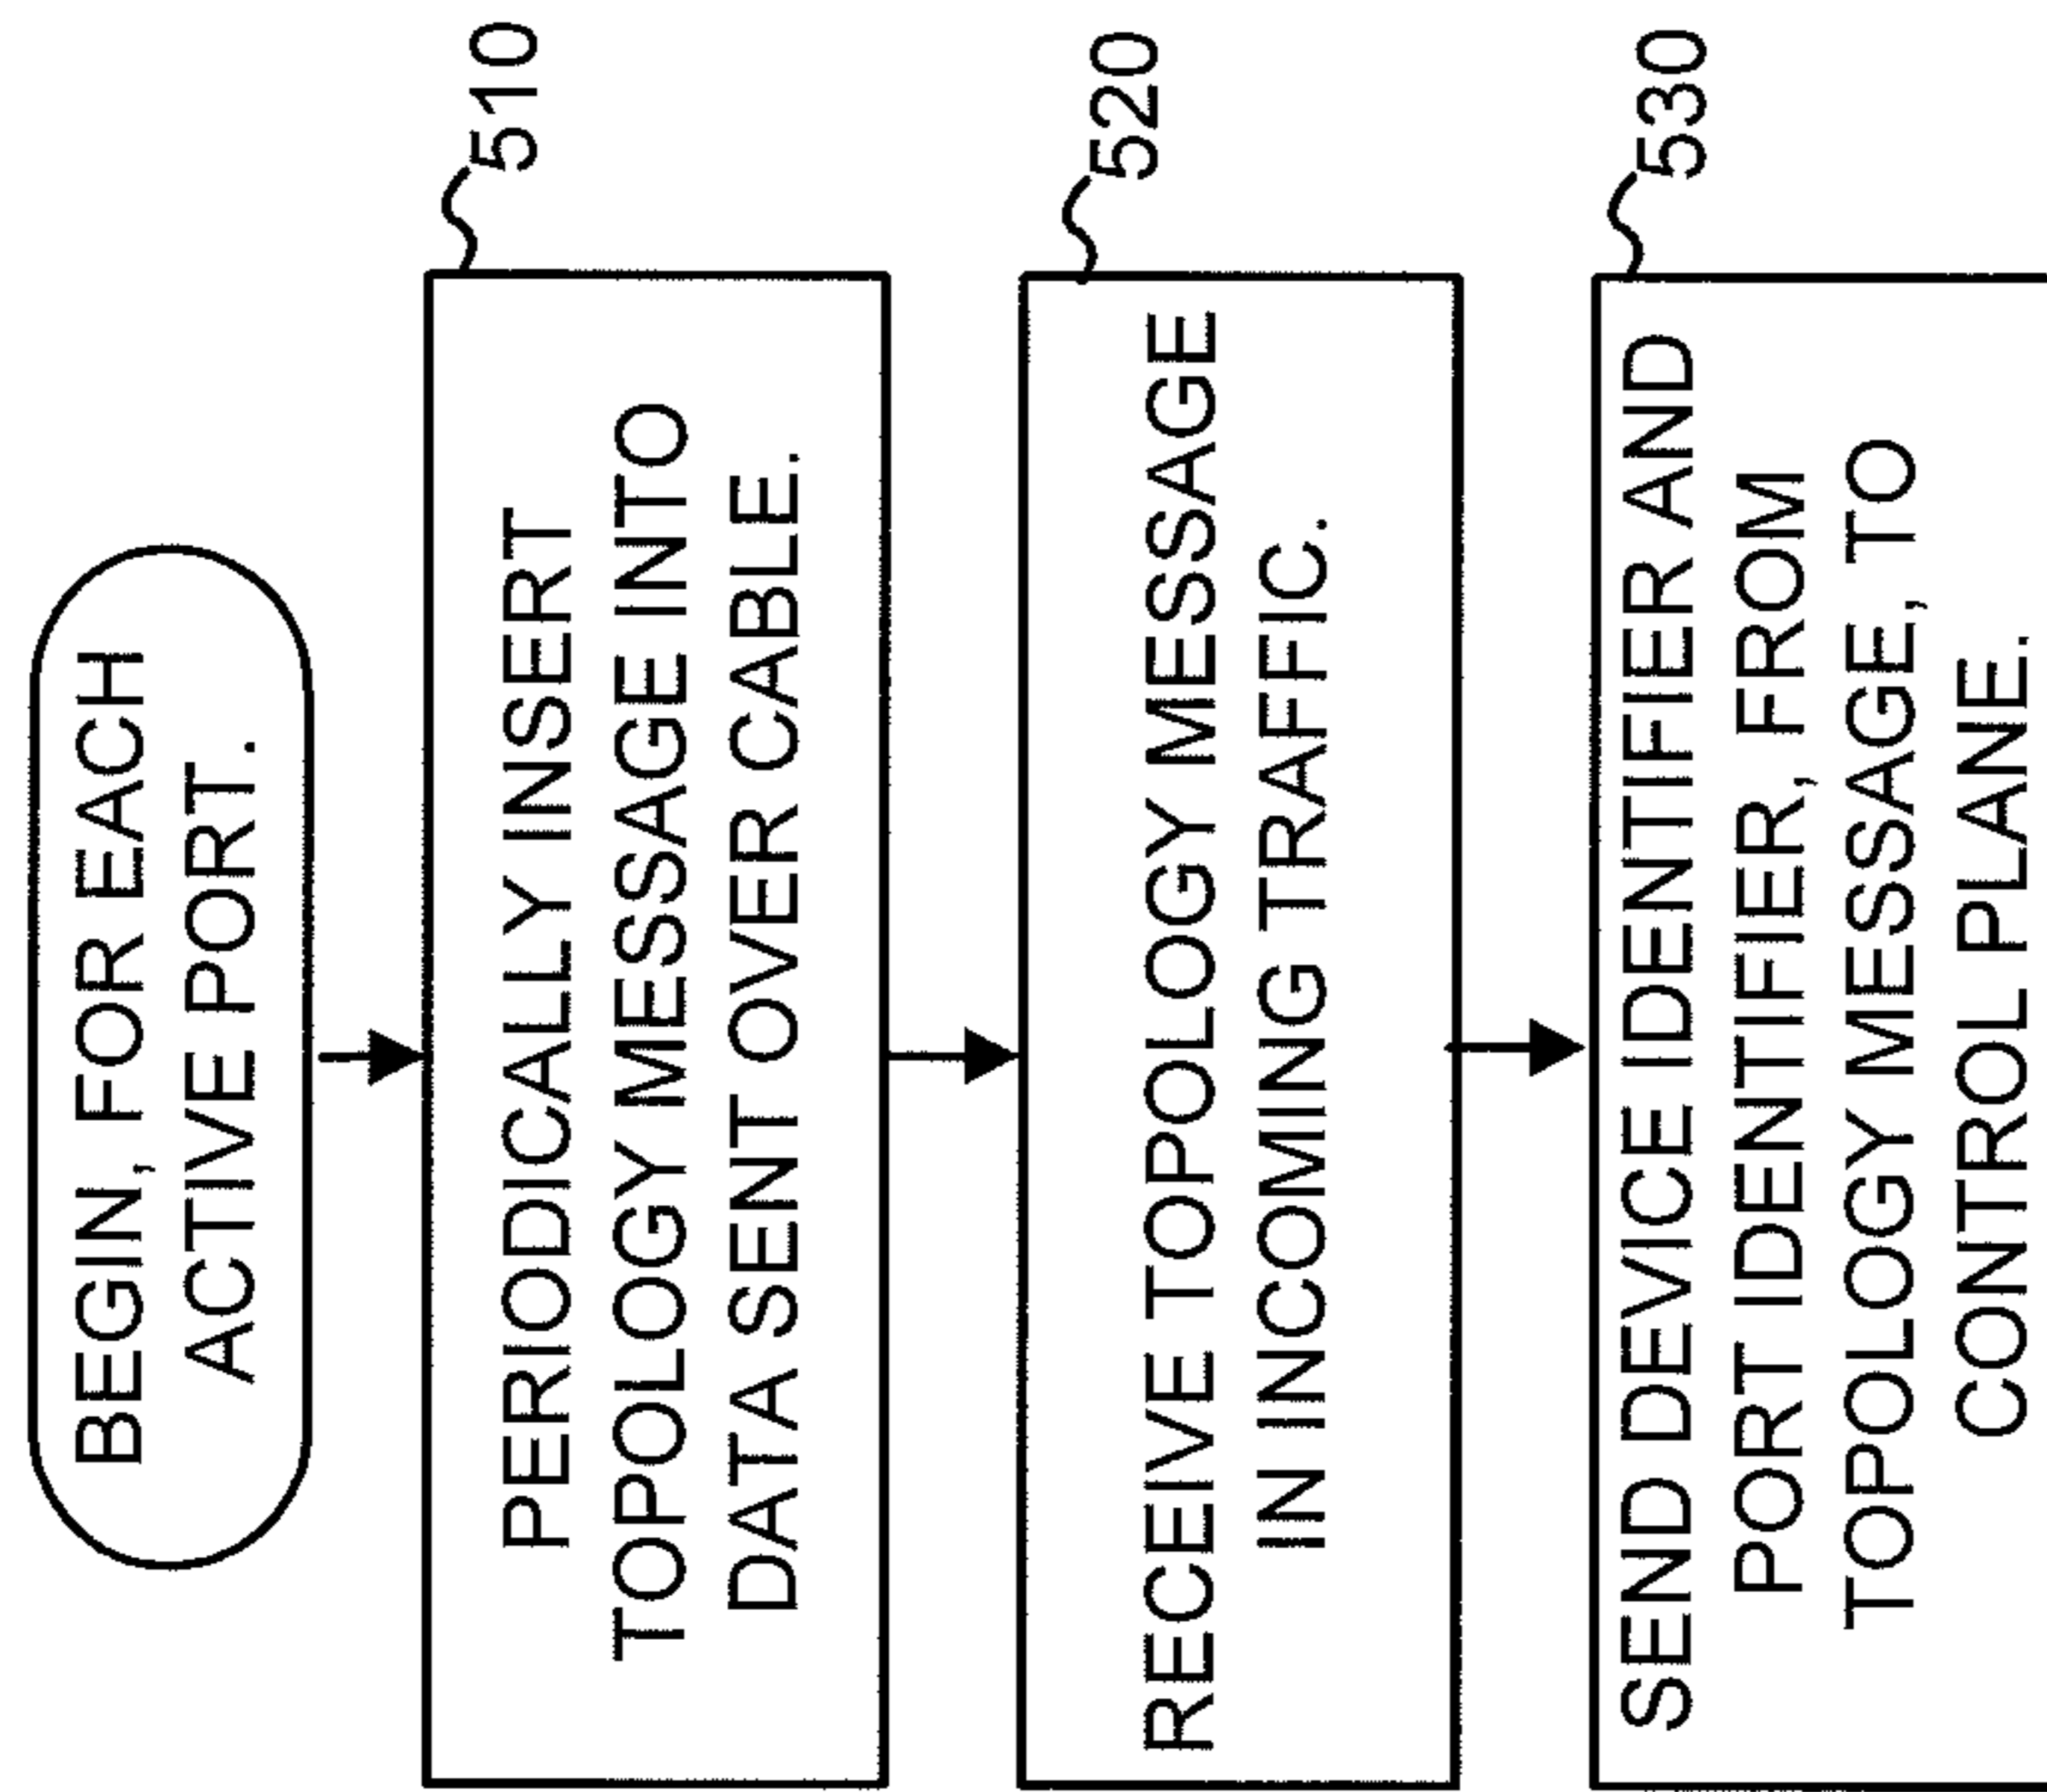 BEGIN, FOR EACH
ACTIVE PORT.
510
PERIODICALLY INSERT
TOPOLOGY MESSAGE INTO
DATA SENT OVER CABLE.
520
RECEIVE TOPOLOGY MESSAGE
IN INCOMING TRAFFIC.
530
SEND DEVICE IDENTIFIER AND
PORT IDENTIFIER, FROM
TOPOLOGY MESSAGE, TO
CONTROL PLANE.